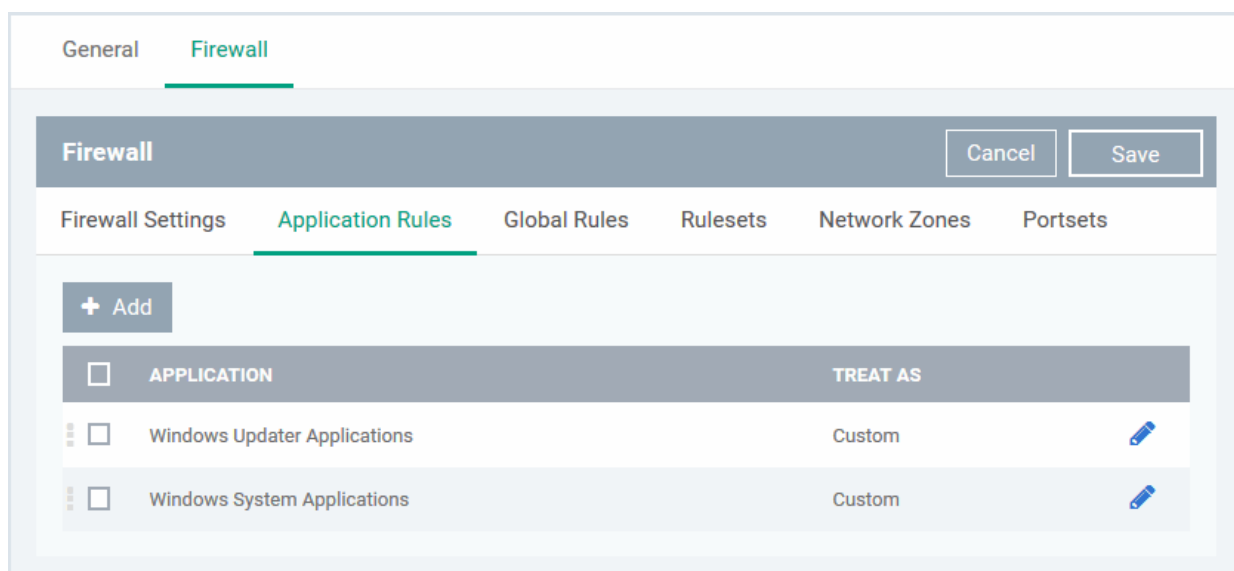 General Firewall
Firewall Cancel Save
Firewall Settings Application Rules Global Rules Rulesets Network Zones Portsets
+ Add
APPLICATION TREAT AS
Windows Updater Applications Custom
Windows System Applications Custom